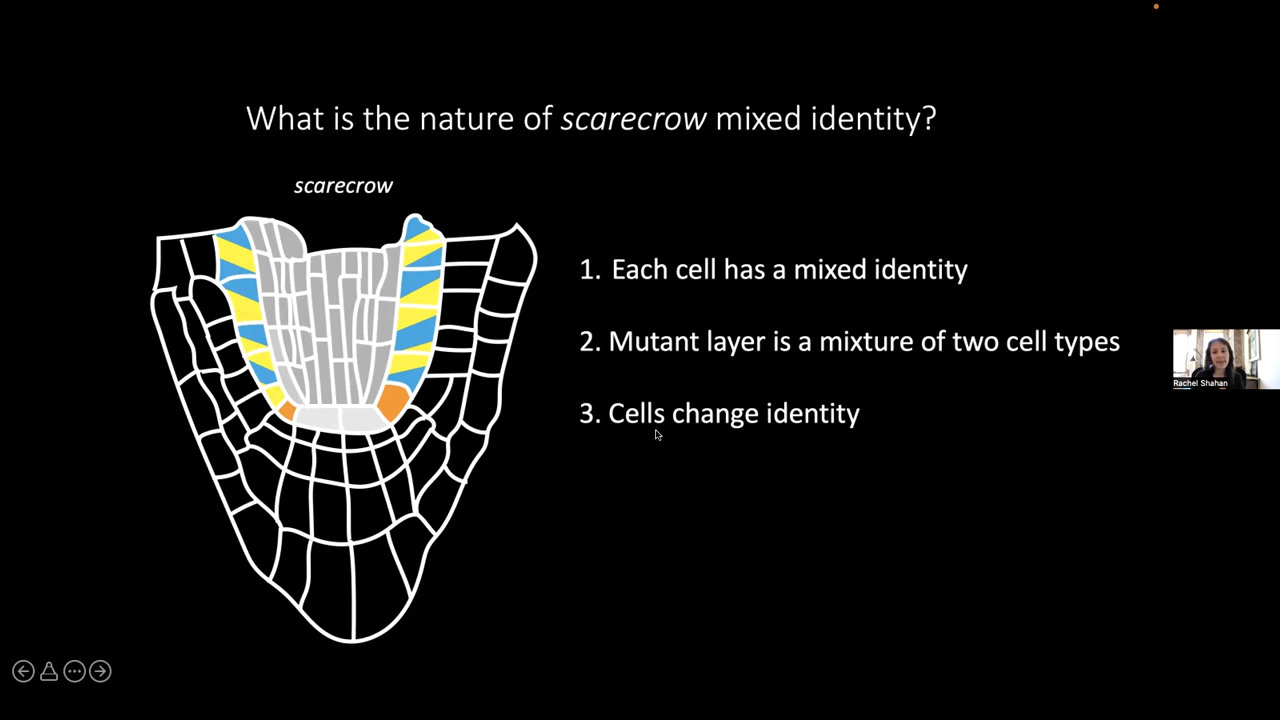 What is the nature of scarecrow mixed identity?
scarecrow
1. Each cell has a mixed identity
2. Mutant layer is a mixture of two cell types
3. Cells change identity
Rachel Shahan